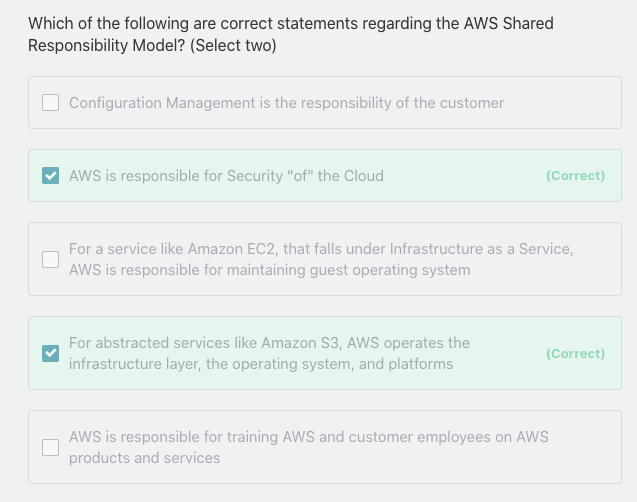 Which of the following are correct statements regarding the AWS Shared
Responsibility Model? (Select two)
Configuration Management is the responsibility of the customer
AWS is responsible for Security "of" the Cloud
(Correct)
For a service like Amazon EC2, that falls under Infrastructure as a Service,
AWS is responsible for maintaining guest operating system
For abstracted services like Amazon S3, AWS operates the
infrastructure layer, the operating system, and platforms
(Correct)
AWS is responsible for training AWS and customer employees on AWS
products and services